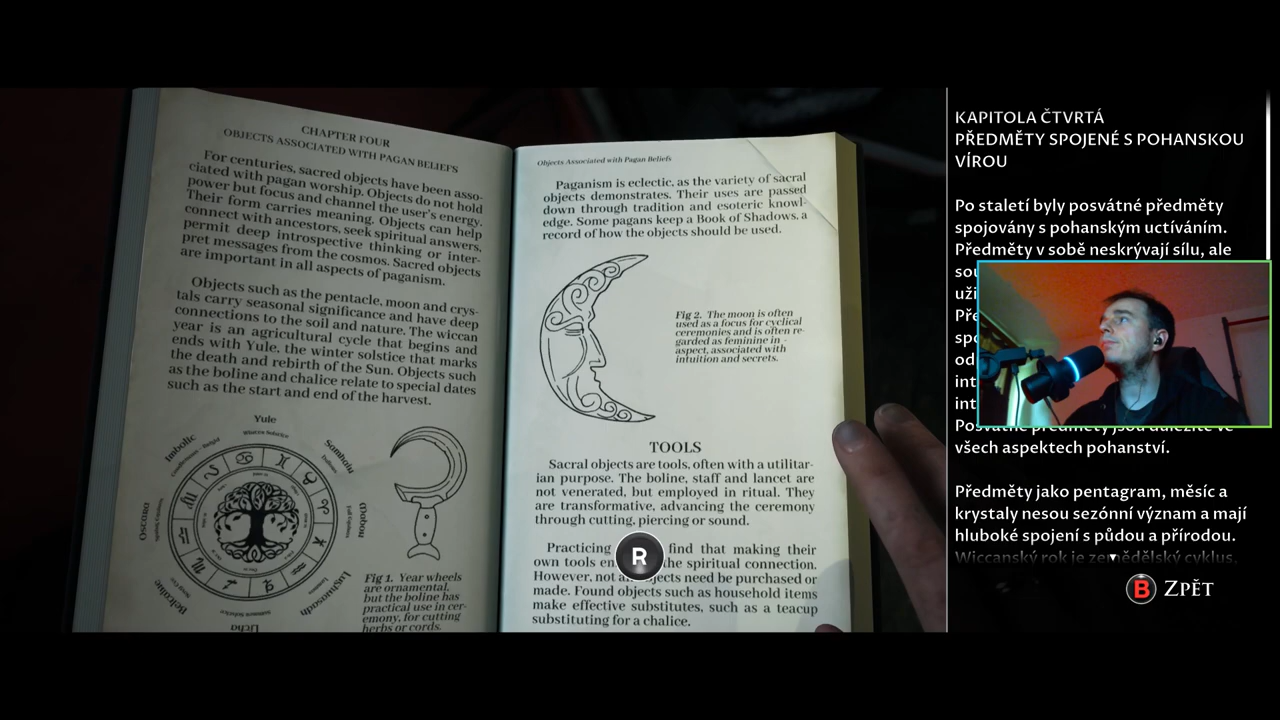 CHAPTER FOUR
OBJECTS ASSOCIATED WITH PAGAN BELIEFS
For centuries, sacred objects have been asso-
ciated with pagan worship. Objects do not hold
power but focus and channel the user's energy.
Their form carries meaning. Objects can help
connect with ancestors, seek spiritual answers,
permit deep introspective thinking or inter-
pret messages from the cosmos. Sacred objects
are important in all aspects of paganism.
Objects such as the pentacle, moon and crys-
tals carry seasonal significance and have deep
connections to the soil and nature. The wiccan
year is an agricultural cycle that begins and
ends with Yule, the winter solstice that marks
the death and rebirth of the Sun. Objects such
as the boline and chalice relate to special dates
such as the start and end of the harvest.
Yule
Winter Solstice
Imbolic
Samhain
Mabon
Ostara
Lughnasadh
Litha
Fig 1. Year wheels
are ornamental,
but the boline has
practical use in cer-
emony, for cutting
herbs or cords.
Objects Associated with Pagan Beliefs
Paganism is eclectic, as the variety of sacral
objects demonstrates. Their uses are passed
down through tradition and esoteric knowl-
edge. Some pagans keep a Book of Shadows, a
record of how the objects should be used.
Fig 2. The moon is often
used as a focus for cyclical
ceremonies and is often re-
garded as feminine in
aspect, associated with
intuition and secrets.
TOOLS
Sacral objects are tools, often with a utilitar-
ian purpose. The boline, staff and lancet are
not venerated, but employed in ritual. They
are transformative, advancing the ceremony
through cutting, piercing or sound.
Practicing find that making their
own tools the spiritual connection.
However, not need be purchased or
made. Found objects such as household items
make effective substitutes, such as a teacup
substituting for a chalice.
R
KAPITOLA ČTVRTÁ
PŘEDMĚTY SPOJENÉ S POHANSKOU
VÍROU
Po staletí byly posvátné předměty
spojovány s pohanským uctíváním.
Předměty v sobě neskrývají sílu, ale
všech aspektech pohanství.
Předměty jako pentagram, měsíc a
krystaly nesou sezónní význam a mají
hluboké spojení s půdou a přírodou.
Wiccanský rok je zemědělský cyklus,
B ZPĚT